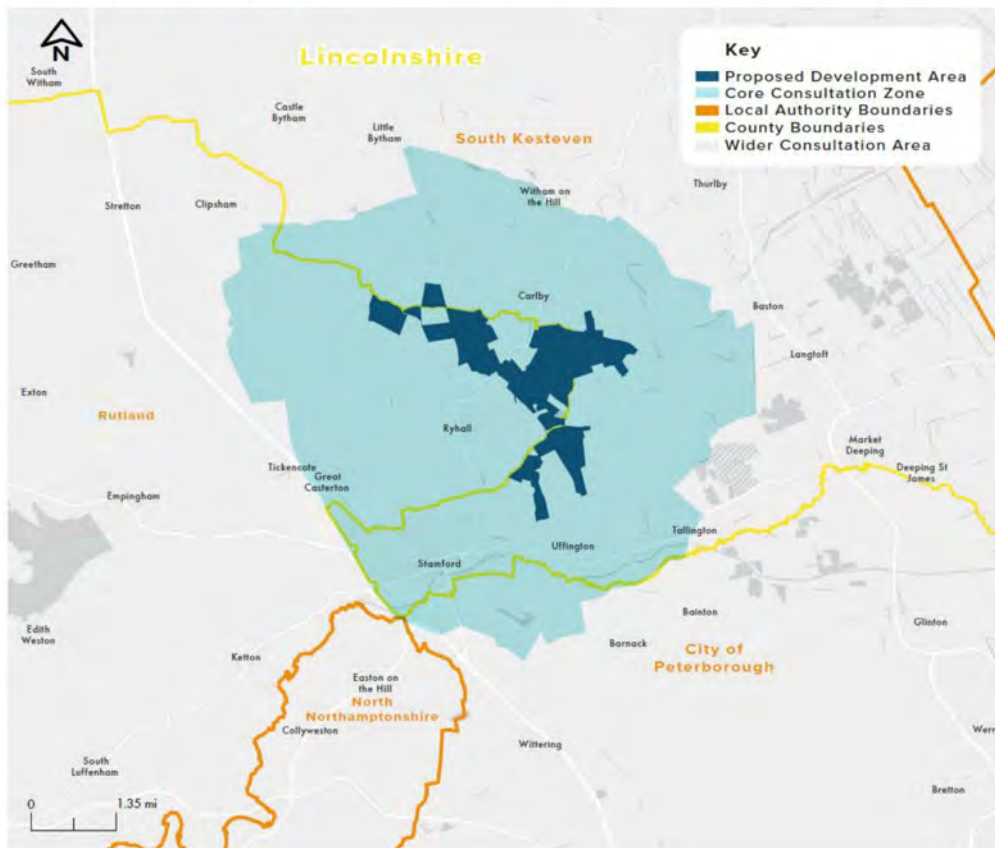 N
Lincolnshire
Key
Proposed Development Area
Core Consultation Zone
Local Authority Boundaries
County Boundaries
Wider Consultation Area
South
Witham
Castle
Bytham
Little
Bytham
South Kesteven
Thurlby
Witham on
the Hill
Stretton
Clipsham
Greetham
Carlby
Baston
Langtoft
Exton
Rutland
Ryhall
Market
Deeping
Deeping St
James
Tickencote
Great
Casterton
Empingham
Tallington
Uffington
Stamford
Bainton
Barnack
Glinton
Edith
Weston
Ketton
City of
Peterborough
Easton on
the Hill
North
Northamptonshire
Collyweston
Wittering
Werr
South
Luffenham
Bretton
0 1.35 mi